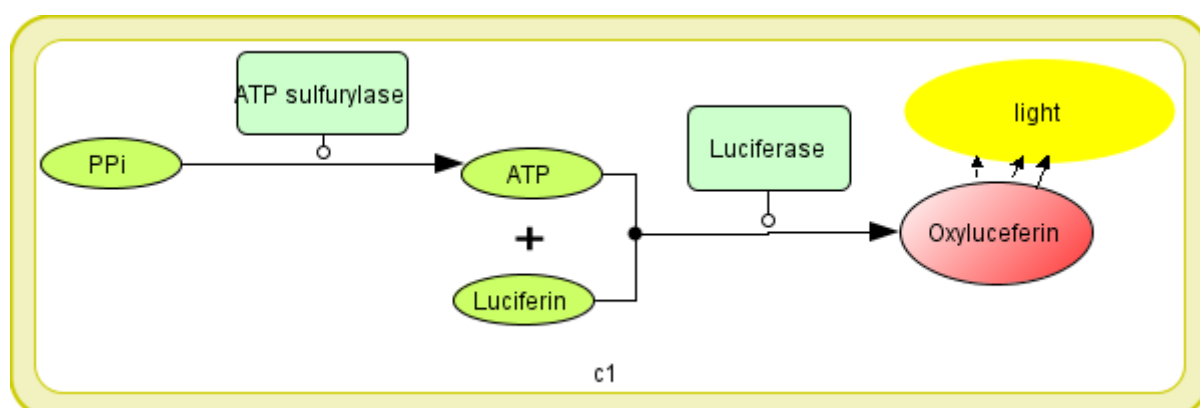 ATP sulfurylase
light
Luciferase
PPi
ATP
+
Oxyluceferin
Luciferin
c1